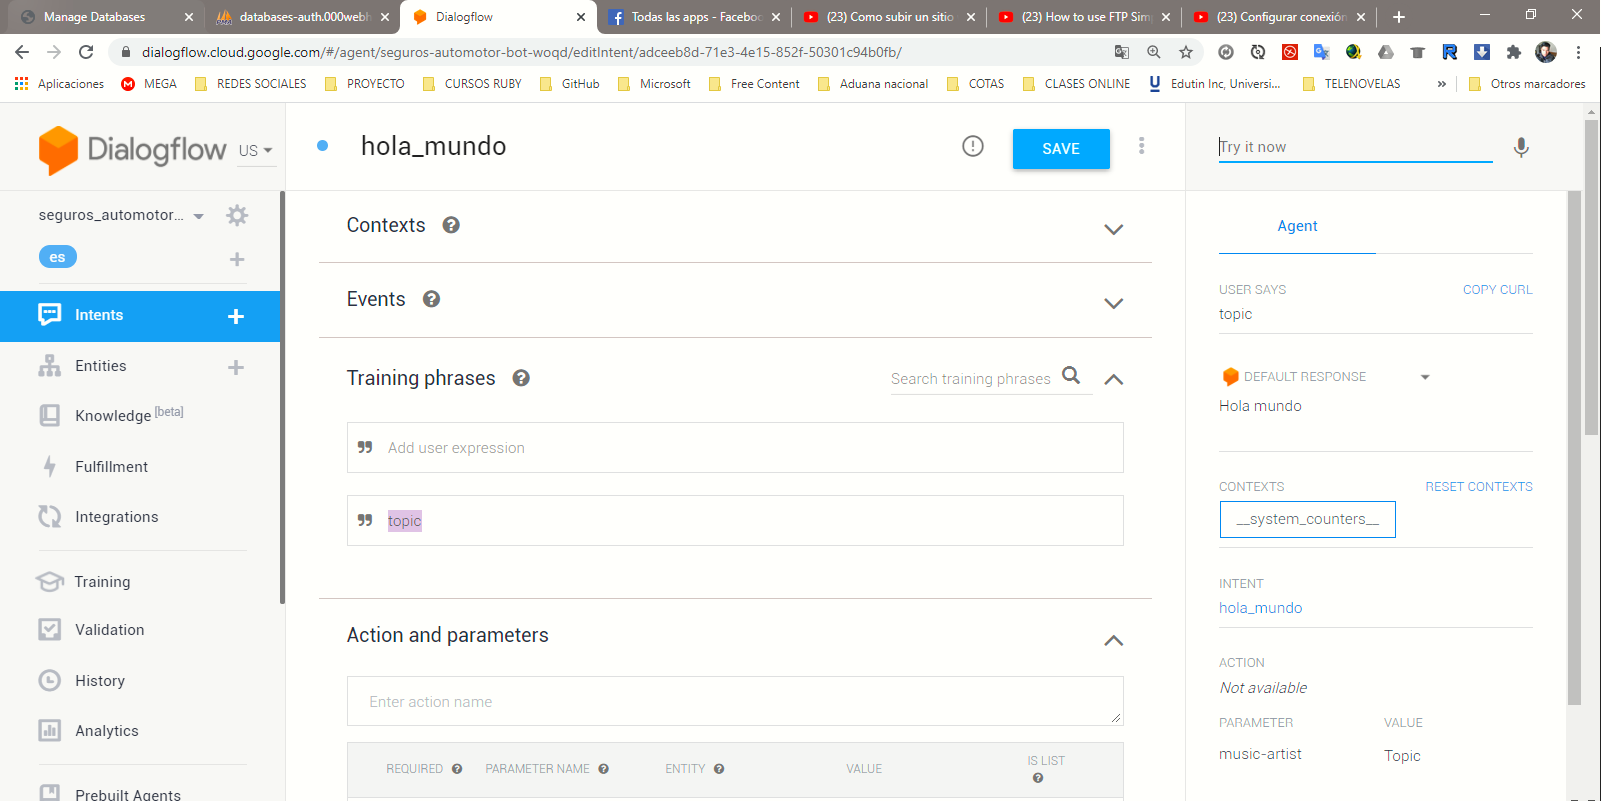 Manage Databases
databases-auth.000webh
Dialogflow
Todas las apps - Faceboo
(23) Como subir un sitio
(23) How to use FTP Sim
(23) Configurar conexión
dialogflow.cloud.google.com/#/agent/seguros-automotor-bot-woqd/editIntent/adceeb8d-71e3-4e15-852f-50301c94b0fb/
Aplicaciones
MEGA
REDES SOCIALES
PROYECTO
CURSOS RUBY
GitHub
Microsoft
Free Content
Aduana nacional
COTAS
CLASES ONLINE
Edutin Inc, Universi...
TELENOVELAS
»
Otros marcadores
Dialogflow
US
seguros_automotor...
es
Intents
Entities
Knowledge [beta]
Fulfillment
Integrations
Training
Validation
History
Analytics
Prebuilt Agents
hola_mundo
SAVE
Contexts
Events
Training phrases
Search training phrases
Add user expression
topic
Action and parameters
Enter action name
REQUIRED
PARAMETER NAME
ENTITY
VALUE
IS LIST
Try it now
Agent
USER SAYS
COPY CURL
topic
DEFAULT RESPONSE
Hola mundo
CONTEXTS
RESET CONTEXTS
__system_counters__
INTENT
hola_mundo
ACTION
Not available
PARAMETER
VALUE
music-artist
Topic